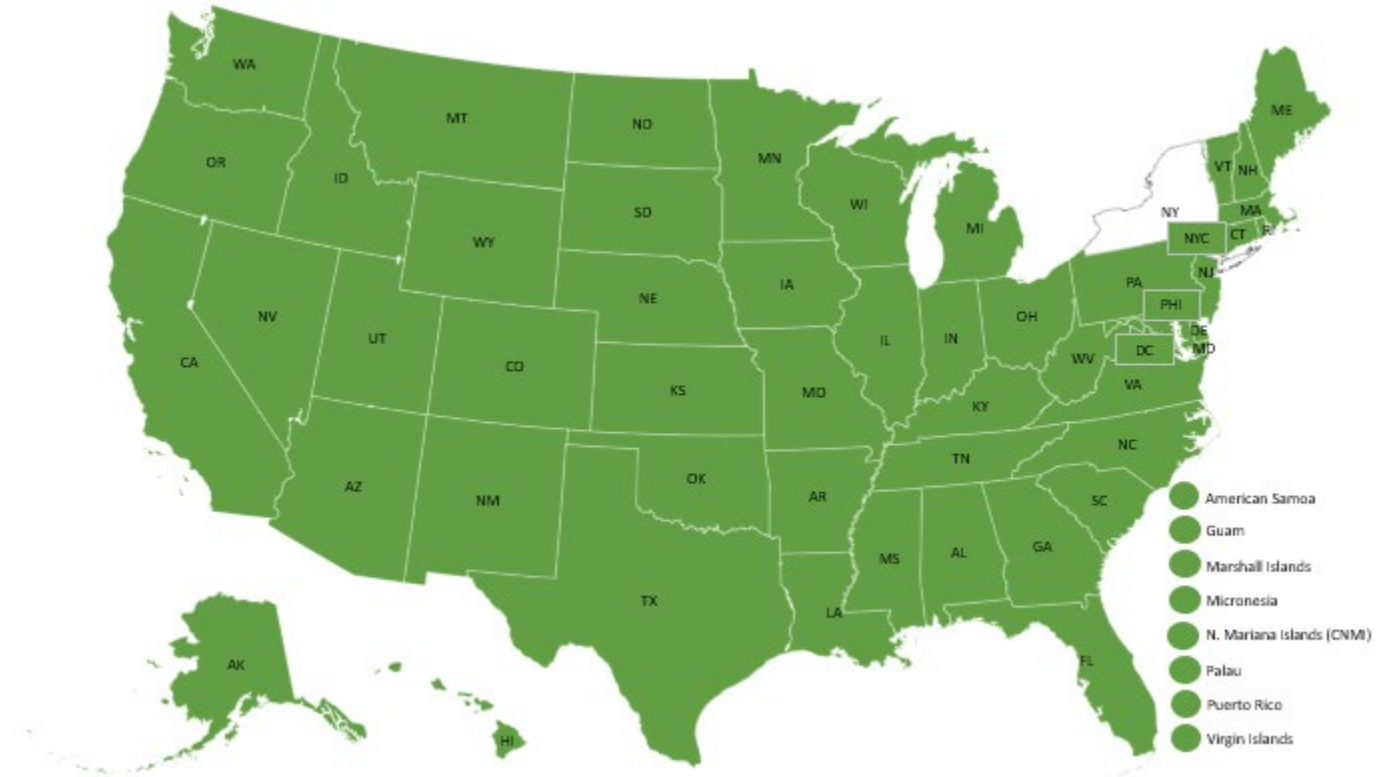 WA
MT
ND
MN
ME
OR
ID
SD
WI
MI
VT
NH
NY
MA
NYC
CT
RI
WY
IA
NE
PA
NJ
PHI
NV
UT
CO
IL
IN
OH
DE
MD
DC
WV
VA
CA
KS
MO
KY
NC
TN
AZ
NM
OK
AR
SC
MS
AL
GA
TX
LA
FL
AK
HI
American Samoa
Guam
Marshall Islands
Micronesia
N. Mariana Islands (CNMI)
Palau
Puerto Rico
Virgin Islands